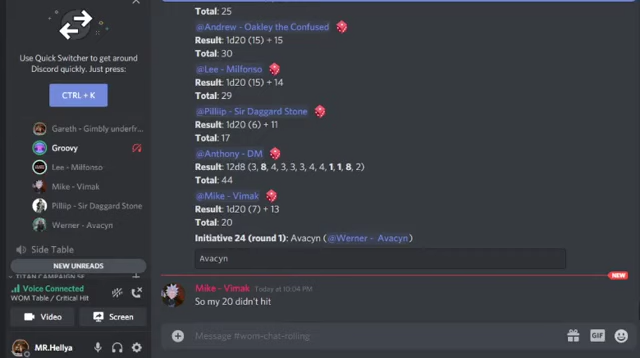 Use Quick Switcher to get around
Discord quickly. Just press:
CTRL + K
Gareth - Gimbly underfr...
Groovy
Lee - Milfonso
Mike - Vimak
Pilliip - Sir Daggard Stone
Werner - Avacyn
Side Table
NEW UNREADS
Voice Connected
WOM Table / Critical Hit
Video
Screen
MR.Hellya
Total: 25
@Andrew - Oakley the Confused
Result: 1d20 (15) + 15
Total: 30
@Lee - Milfonso
Result: 1d20 (15) + 14
Total: 29
@Pilliip - Sir Daggard Stone
Result: 1d20 (6) + 11
Total: 17
@Anthony - DM
Result: 12d8 (3, 8, 4, 3, 3, 3, 4, 4, 1, 1, 8, 2)
Total: 44
@Mike - Vimak
Result: 1d20 (7) + 13
Total: 20
Initiative 24 (round 1): Avacyn (@Werner - Avacyn)
Avacyn
NEW
Mike - Vimak Today at 10:04 PM
So my 20 didn't hit
Message #wom-chat-rolling
GIF